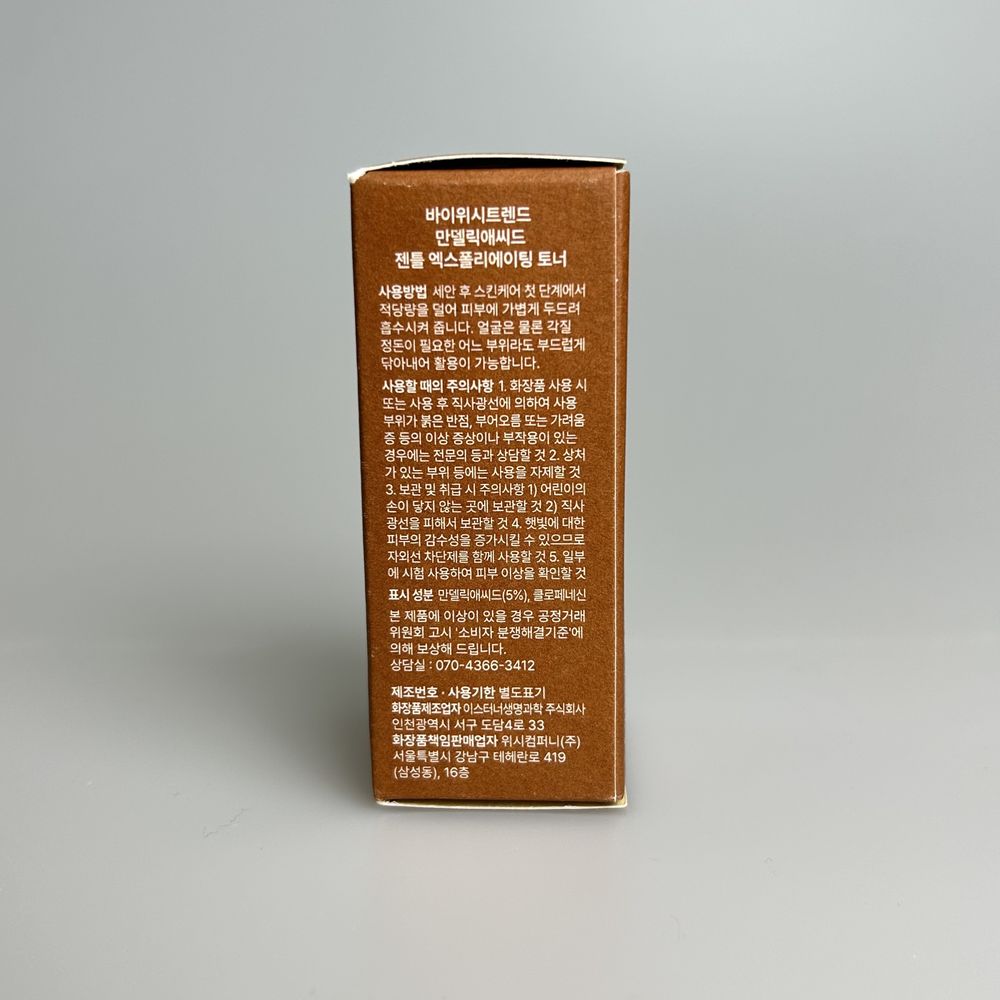 바이위시트렌드
만델릭애씨드
젠틀 엑스폴리에이팅 토너
사용방법 세안 후 스킨케어 첫 단계에서
적당량을 덜어 피부에 가볍게 두드려
흡수시켜 줍니다. 얼굴은 물론 각질
정돈이 필요한 어느 부위라도 부드럽게
닦아내어 활용이 가능합니다.
사용할 때의 주의사항 1. 화장품 사용 시
또는 사용 후 직사광선에 의하여 사용
부위가 붉은 반점, 부어오름 또는 가려움
증 등의 이상 증상이나 부작용이 있는
경우에는 전문의 등과 상담할 것 2. 상처
가 있는 부위 등에는 사용을 자제할 것
3. 보관 및 취급 시 주의사항 1) 어린이의
손이 닿지 않는 곳에 보관할 것 2) 직사
광선을 피해서 보관할 것 4. 햇빛에 대한
피부의 감수성을 증가시킬 수 있으므로
자외선 차단제를 함께 사용할 것 5. 일부
에 시험 사용하여 피부 이상을 확인할 것
표시 성분 만델릭애씨드(5%), 클로페네신
본 제품에 이상이 있을 경우 공정거래
위원회 고시 '소비자 분쟁해결기준'에
의해 보상해 드립니다.
상담실 : 070-4366-3412
제조번호 · 사용기한 별도표기
화장품제조업자 이스터너생명과학 주식회사
인천광역시 서구 도담4로 33
화장품책임판매업자 위시컴퍼니(주)
서울특별시 강남구 테헤란로 419
(삼성동), 16층